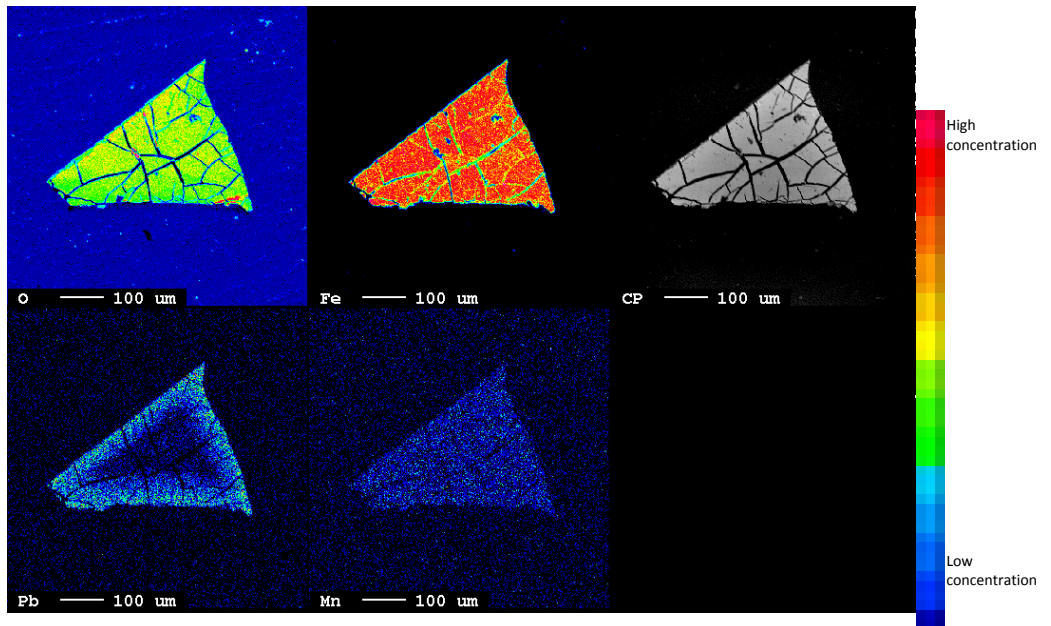 High
concentration
O 100 um
Fe 100 um
CP 100 um
Low
concentration
Pb 100 um
Mn 100 um